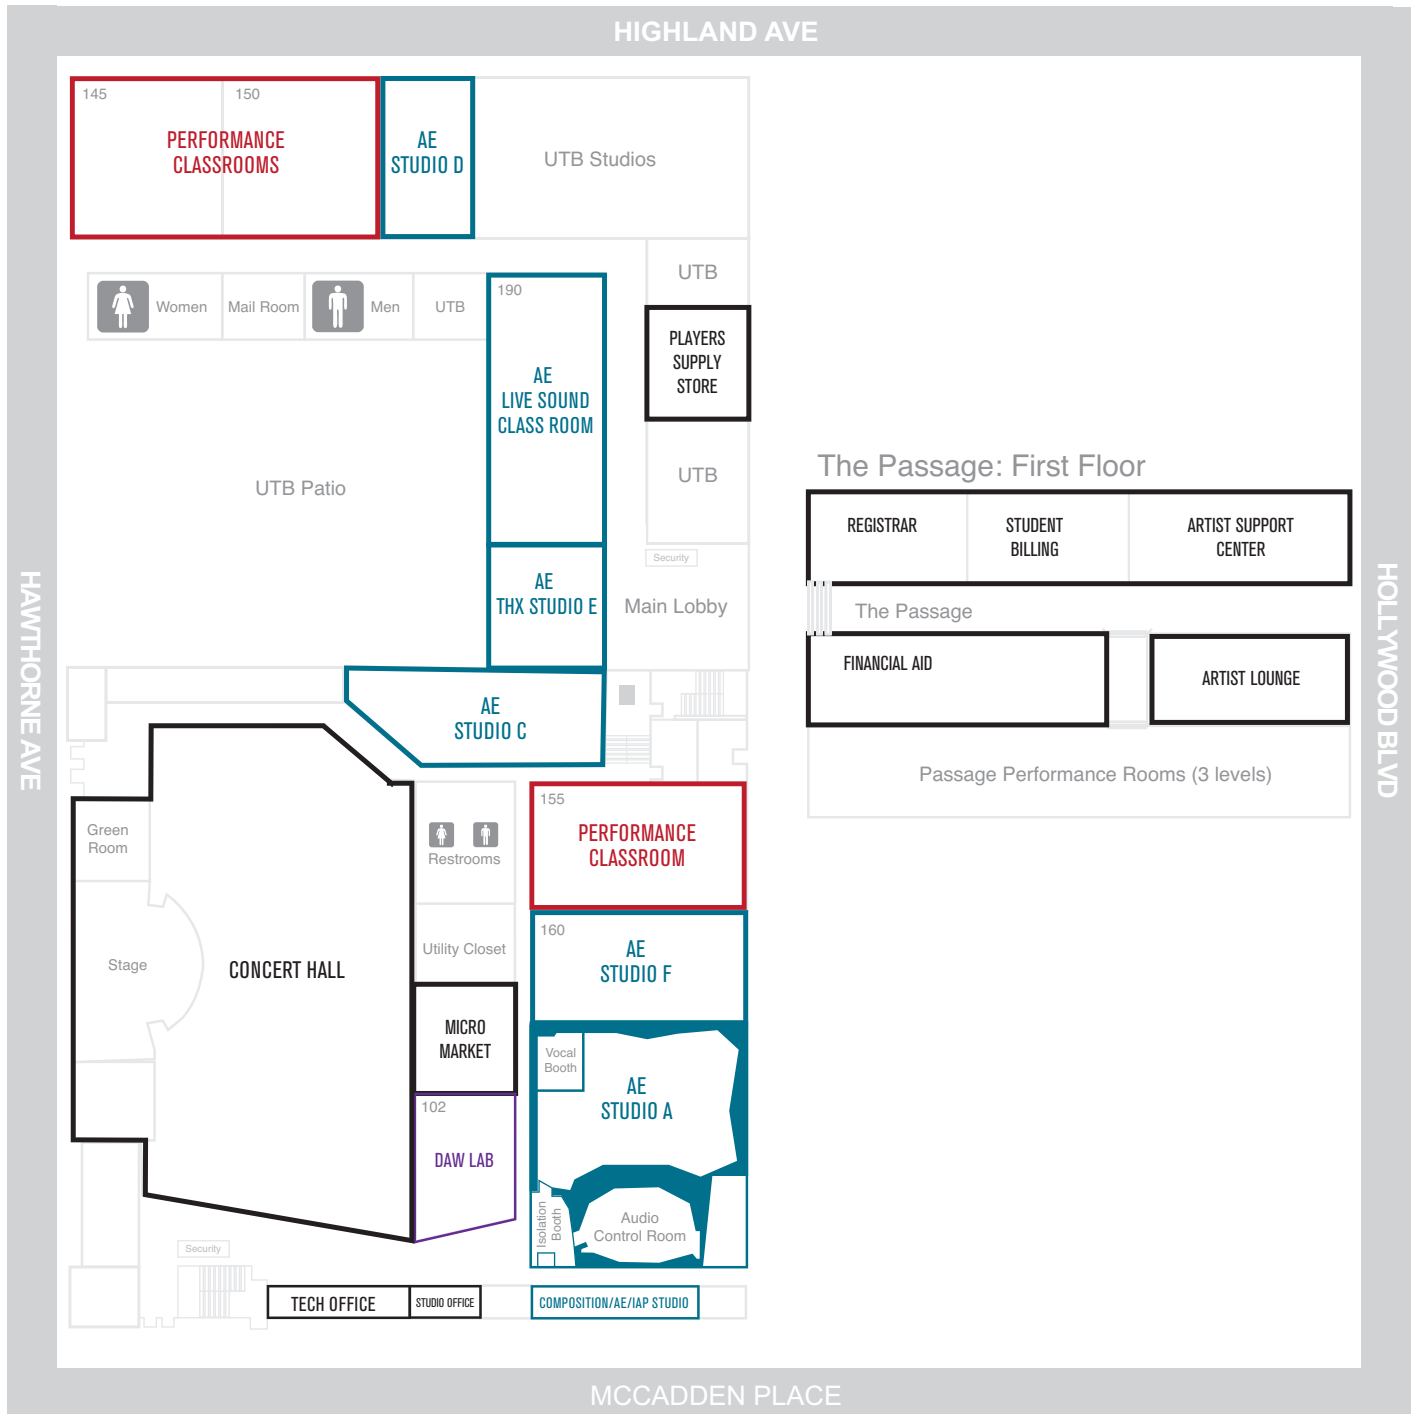 HIGHLAND AVE
145
150
PERFORMANCE
CLASSROOMS
AE
STUDIO D
UTB Studios
Women
Mail Room
Men
UTB
190
AE
LIVE SOUND
CLASS ROOM
UTB
PLAYERS
SUPPLY
STORE
UTB
Security
UTB Patio
AE
THX STUDIO E
Main Lobby
The Passage: First Floor
REGISTRAR
STUDENT
BILLING
ARTIST SUPPORT
CENTER
The Passage
FINANCIAL AID
ARTIST LOUNGE
Passage Performance Rooms (3 levels)
HAWTHORNE AVE
HOLLYWOOD BLVD
AE
STUDIO C
Green
Room
Stage
CONCERT HALL
Restrooms
Utility Closet
MICRO
MARKET
102
DAW LAB
155
PERFORMANCE
CLASSROOM
160
AE
STUDIO F
Vocal
Booth
AE
STUDIO A
Isolation
Booth
Audio
Control Room
Security
TECH OFFICE
STUDIO OFFICE
COMPOSITION/AE/IAP STUDIO
MCCADDEN PLACE